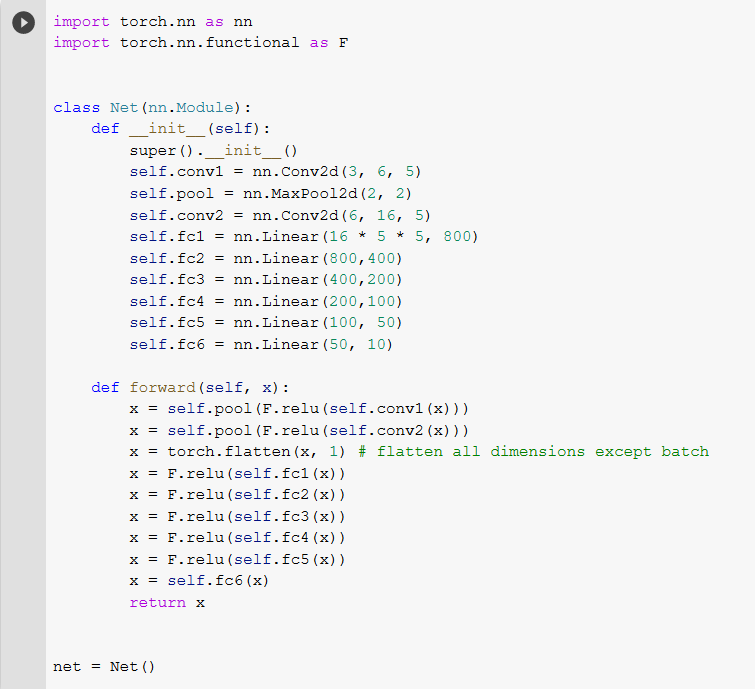 import torch.nn as nn
import torch.nn.functional as F
class Net(nn.Module):
    def __init__(self):
        super().__init__()
        self.conv1 = nn.Conv2d(3, 6, 5)
        self.pool = nn.MaxPool2d(2, 2)
        self.conv2 = nn.Conv2d(6, 16, 5)
        self.fc1 = nn.Linear(16 * 5 * 5, 800)
        self.fc2 = nn.Linear(800,400)
        self.fc3 = nn.Linear(400,200)
        self.fc4 = nn.Linear(200,100)
        self.fc5 = nn.Linear(100, 50)
        self.fc6 = nn.Linear(50, 10)
    def forward(self, x):
        x = self.pool(F.relu(self.conv1(x)))
        x = self.pool(F.relu(self.conv2(x)))
        x = torch.flatten(x, 1) # flatten all dimensions except batch
        x = F.relu(self.fc1(x))
        x = F.relu(self.fc2(x))
        x = F.relu(self.fc3(x))
        x = F.relu(self.fc4(x))
        x = F.relu(self.fc5(x))
        x = self.fc6(x)
        return x
net = Net()